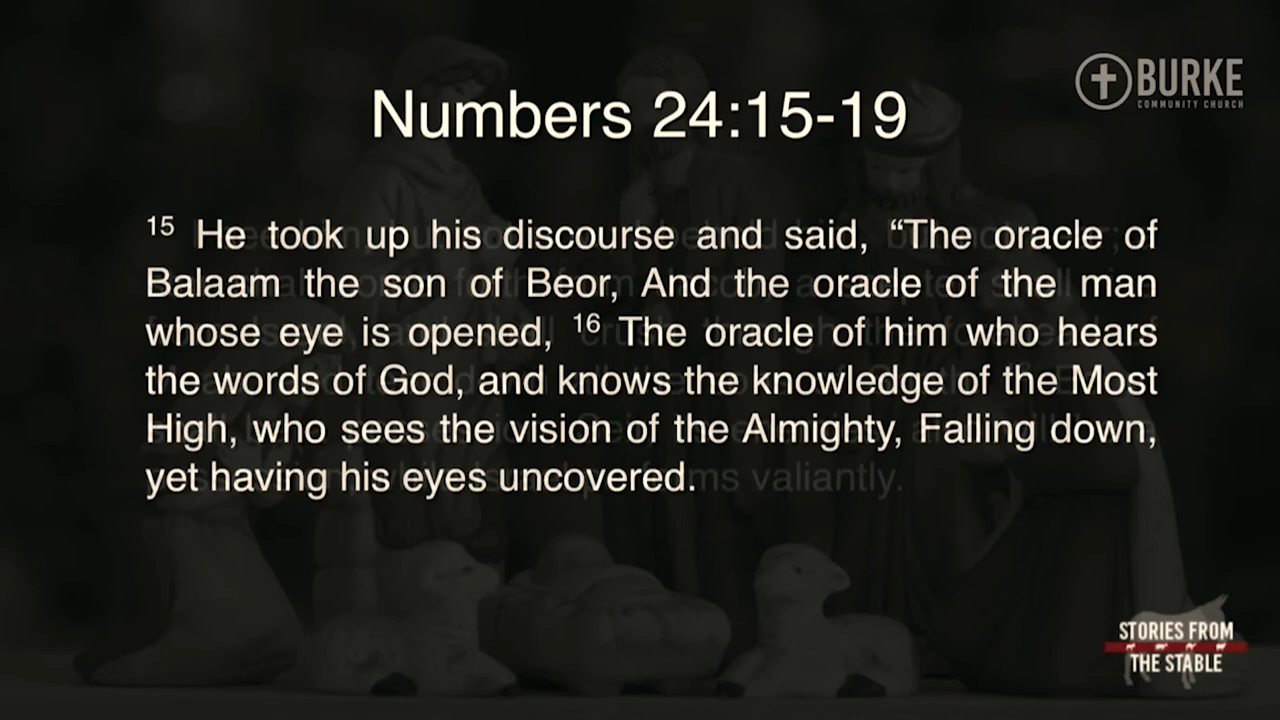 BURKE
COMMUNITY CHURCH
Numbers 24:15-19
15 He took up his discourse and said, “The oracle of
Balaam the son of Beor, And the oracle of the man
whose eye is opened, 16 The oracle of him who hears
the words of God, and knows the knowledge of the Most
High, who sees the vision of the Almighty, Falling down,
yet having his eyes uncovered.
valiantly.
STORIES FROM
THE STABLE